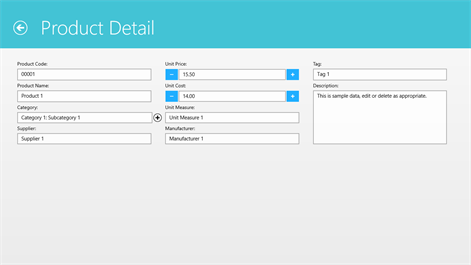 Product Detail
Product Code:
00001
Product Name:
Product 1
Category:
Category 1: Subcategory 1
Supplier:
Supplier 1
Unit Price:
15.50
Unit Cost:
14.00
Unit Measure:
Unit Measure 1
Manufacturer:
Manufacturer 1
Tag:
Tag 1
Description:
This is sample data, edit or delete as appropriate.